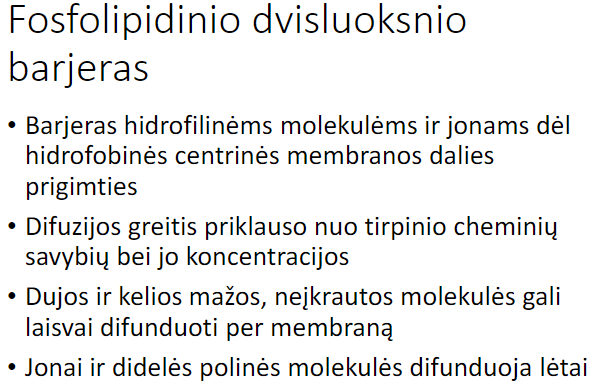 Fosfolipidinio dvisluoksnio
barjeras
• Barjeras hidrofilinėms molekulėms ir jonams dėl
hidrofobinės centrinės membranos dalies
prigimties
• Difuzijos greitis priklauso nuo tirpinio cheminių
savybių bei jo koncentracijos
• Dujos ir kelios mažos, neįkrautos molekulės gali
laisvai difunduoti per membraną
• Jonai ir didelės polinės molekulės difunduoja lėtai